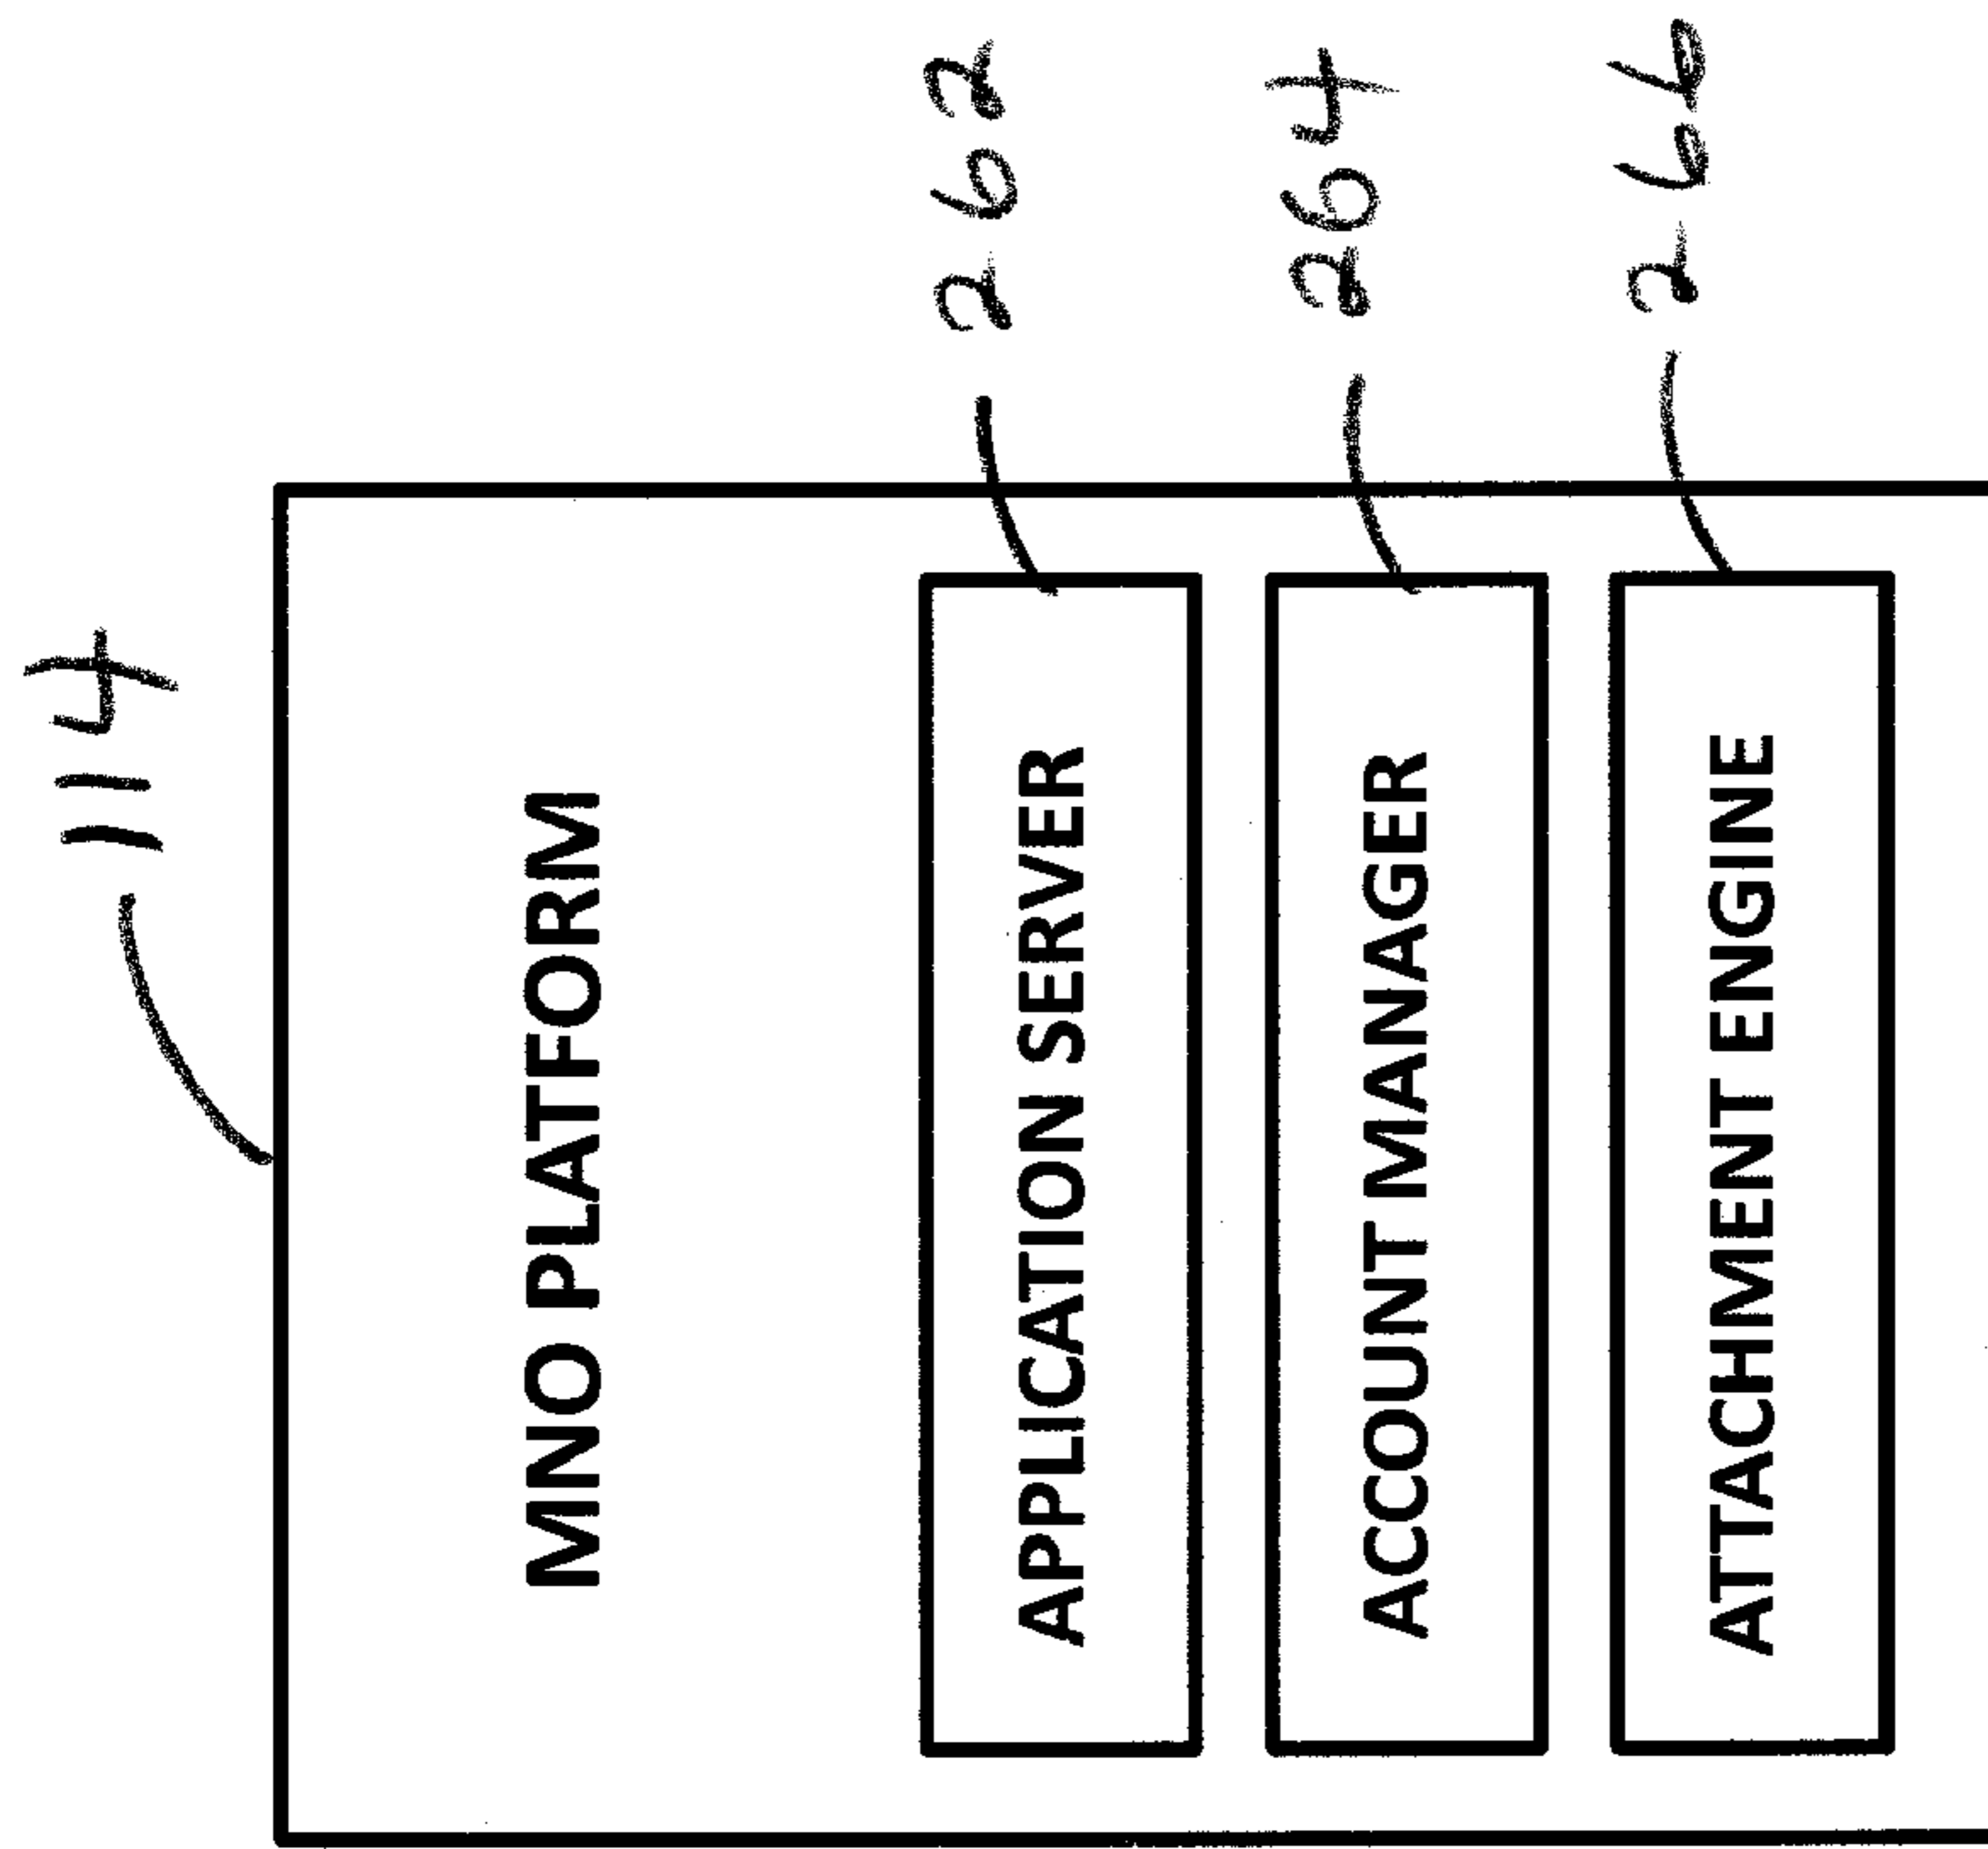 114
MNO PLATFORM
APPLICATION SERVER
262
ACCOUNT MANAGER
264
ATTACHMENT ENGINE
266